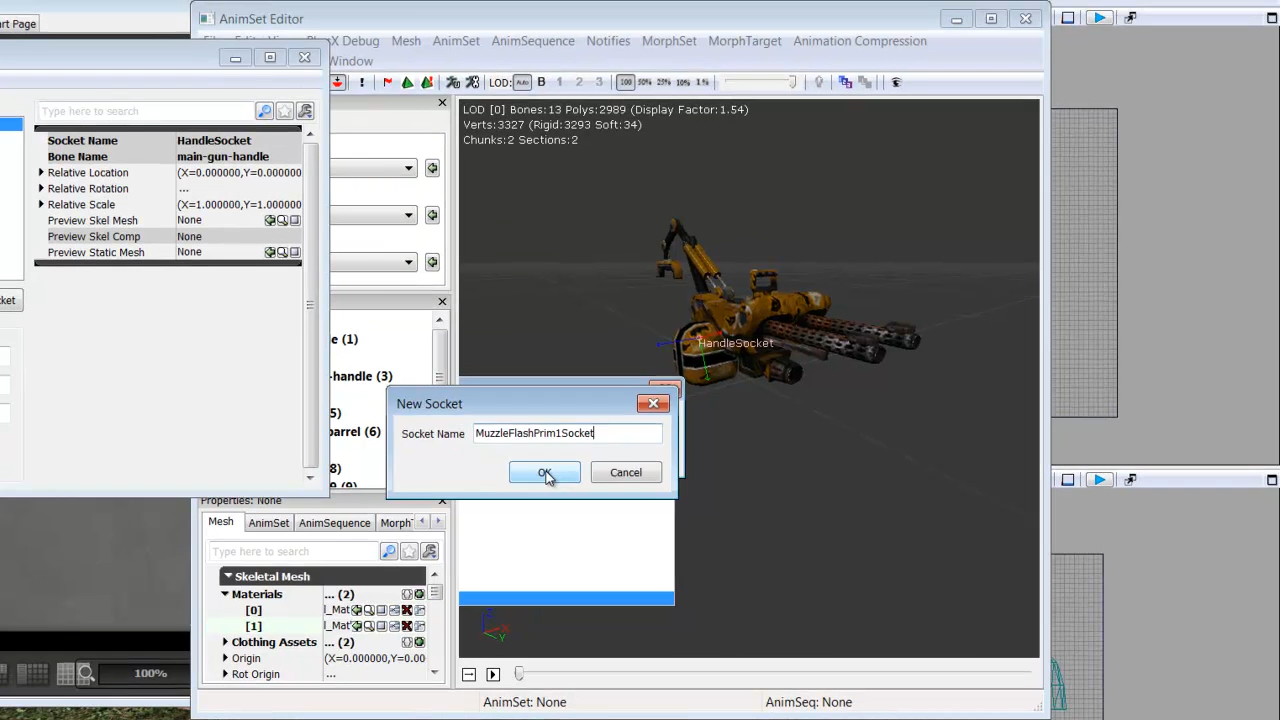 art Page
AnimSet Editor
X Debug Mesh AnimSet AnimSequence Notifies MorphSet MorphTarget Animation Compression
Window
LOD: Auto B 1 2 3 100 50% 25% 10% 1%
Type here to search
Socket Name HandleSocket
Bone Name main-gun-handle
Relative Location (X=0.000000,Y=0.000000
Relative Rotation ...
Relative Scale (X=1.000000,Y=1.000000
Preview Skel Mesh None
Preview Skel Comp None
Preview Static Mesh None
ket
LOD [0] Bones:13 Polys:2989 (Display Factor:1.54)
Verts:3327 (Rigid:3293 Soft:34)
Chunks:2 Sections:2
HandleSocket
(1)
-handle (3)
5)
arrel (6)
8)
(9)
New Socket
Socket Name MuzzleFlashPrim1Socket
OK Cancel
Properties: None
Mesh AnimSet AnimSequence Morph
Type here to search
Skeletal Mesh
Materials ... (2)
[0] l_Mat
[1] l_Mat
Clothing Assets ... (2)
Origin (X=0.000000,Y=0.00
Rot Origin ...
X
Y
100%
AnimSet: None AnimSeq: None